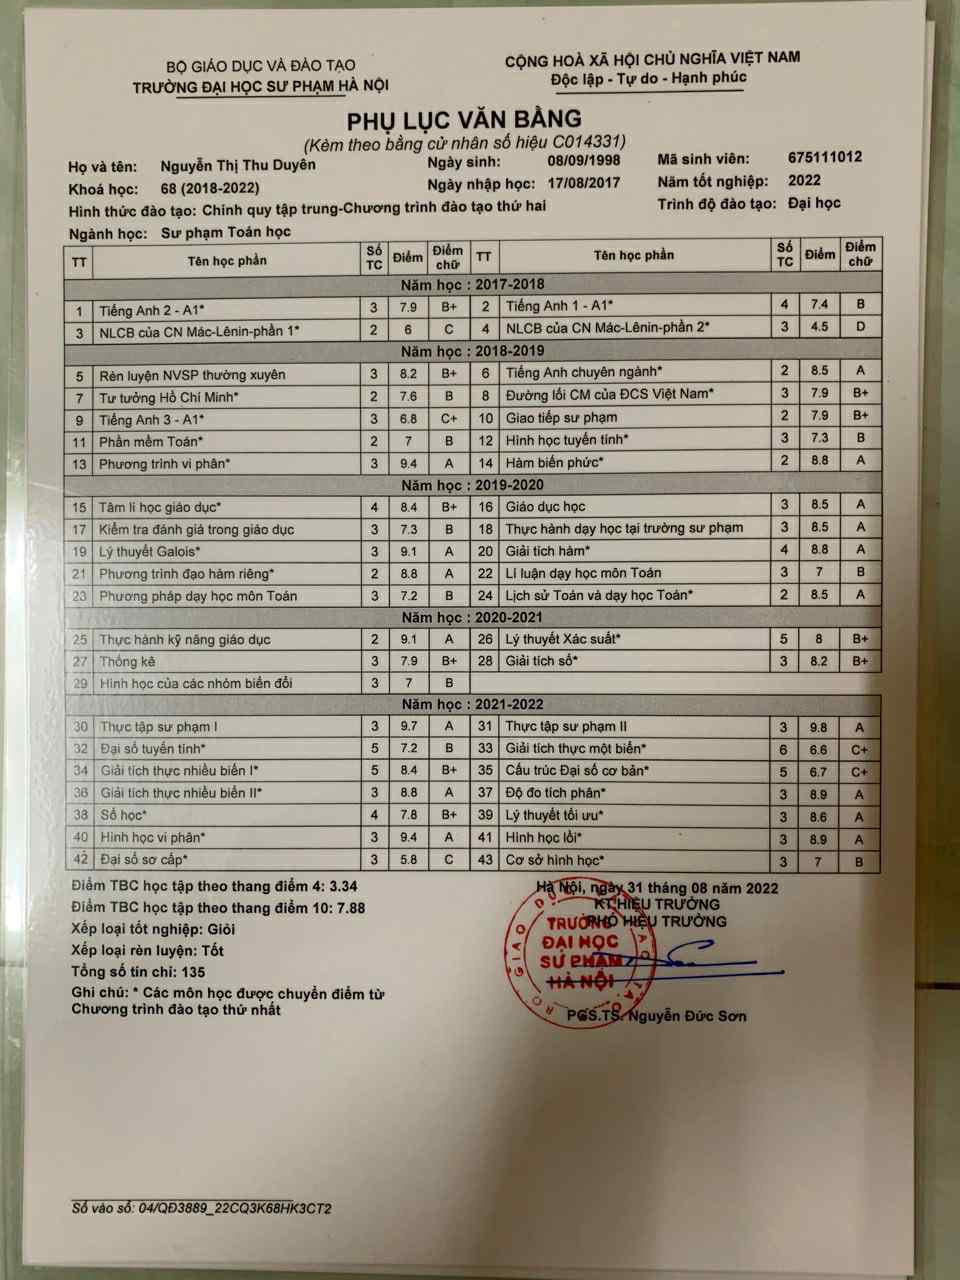 BỘ GIÁO DỤC VÀ ĐÀO TẠO
TRƯỜNG ĐẠI HỌC SƯ PHẠM HÀ NỘI
CỘNG HOÀ XÃ HỘI CHỦ NGHĨA VIỆT NAM
Độc lập - Tự do - Hạnh phúc
PHỤ LỤC VĂN BẰNG
(Kèm theo bằng cử nhân số hiệu C014331)
Họ và tên: Nguyễn Thị Thu Duyên Ngày sinh: 08/09/1998 Mã sinh viên: 675111012
Khoá học: 68 (2018-2022) Ngày nhập học: 17/08/2017 Năm tốt nghiệp: 2022
Hình thức đào tạo: Chính quy tập trung-Chương trình đào tạo thứ hai Trình độ đào tạo: Đại học
Ngành học: Sư phạm Toán học
TT Tên học phần Số TC Điểm Điểm chữ TT Tên học phần Số TC Điểm Điểm chữ
Năm học : 2017-2018
1 Tiếng Anh 2 - A1* 3 7.9 B+ 2 Tiếng Anh 1 - A1* 4 7.4 B
3 NLCB của CN Mác-Lênin-phần 1* 2 6 C 4 NLCB của CN Mác-Lênin-phần 2* 3 4.5 D
Năm học : 2018-2019
5 Rèn luyện NVSP thường xuyên 3 8.2 B+ 6 Tiếng Anh chuyên ngành* 2 8.5 A
7 Tư tưởng Hồ Chí Minh* 2 7.6 B 8 Đường lối CM của ĐCS Việt Nam* 3 7.9 B+
9 Tiếng Anh 3 - A1* 3 6.8 C+ 10 Giao tiếp sư phạm 2 7.9 B+
11 Phần mềm Toán* 2 7 B 12 Hình học tuyến tính* 3 7.3 B
13 Phương trình vi phân* 3 9.4 A 14 Hàm biến phức* 2 8.8 A
Năm học : 2019-2020
15 Tâm lí học giáo dục* 4 8.4 B+ 16 Giáo dục học 3 8.5 A
17 Kiểm tra đánh giá trong giáo dục 3 7.3 B 18 Thực hành dạy học tại trường sư phạm 3 8.5 A
19 Lý thuyết Galois* 3 9.1 A 20 Giải tích hàm* 4 8.8 A
21 Phương trình đạo hàm riêng* 2 8.8 A 22 Lí luận dạy học môn Toán 3 7 B
23 Phương pháp dạy học môn Toán 3 7.2 B 24 Lịch sử Toán và dạy học Toán* 2 8.5 A
Năm học : 2020-2021
25 Thực hành kỹ năng giáo dục 2 9.1 A 26 Lý thuyết Xác suất* 5 8 B+
27 Thống kê 3 7.9 B+ 28 Giải tích số* 3 8.2 B+
29 Hình học của các nhóm biến đổi 3 7 B
Năm học : 2021-2022
30 Thực tập sư phạm I 3 9.7 A 31 Thực tập sư phạm II 3 9.8 A
32 Đại số tuyến tính* 5 7.2 B 33 Giải tích thực một biến* 6 6.6 C+
34 Giải tích thực nhiều biến I* 5 8.4 B+ 35 Cấu trúc Đại số cơ bản* 5 6.7 C+
36 Giải tích thực nhiều biến II* 3 8.8 A 37 Độ đo tích phân* 3 8.9 A
38 Số học* 4 7.8 B+ 39 Lý thuyết tối ưu* 3 8.6 A
40 Hình học vi phân* 3 9.4 A 41 Hình học lồi* 3 8.9 A
42 Đại số sơ cấp* 3 5.8 C 43 Cơ sở hình học* 3 7 B
Điểm TBC học tập theo thang điểm 4: 3.34
Điểm TBC học tập theo thang điểm 10: 7.88
Xếp loại tốt nghiệp: Giỏi
Xếp loại rèn luyện: Tốt
Tổng số tín chỉ: 135
Ghi chú: * Các môn học được chuyển điểm từ
Chương trình đào tạo thứ nhất
Hà Nội, ngày 31 tháng 08 năm 2022
KT.HIỆU TRƯỞNG
PHÓ HIỆU TRƯỞNG
BỘ GIÁO DỤC VÀ ĐÀO TẠO
TRƯỜNG
ĐẠI HỌC
SƯ PHẠM
HÀ NỘI
PGS.TS. Nguyễn Đức Sơn
Số vào sổ: 04/QĐ3889_22CQ3K68HK3CT2